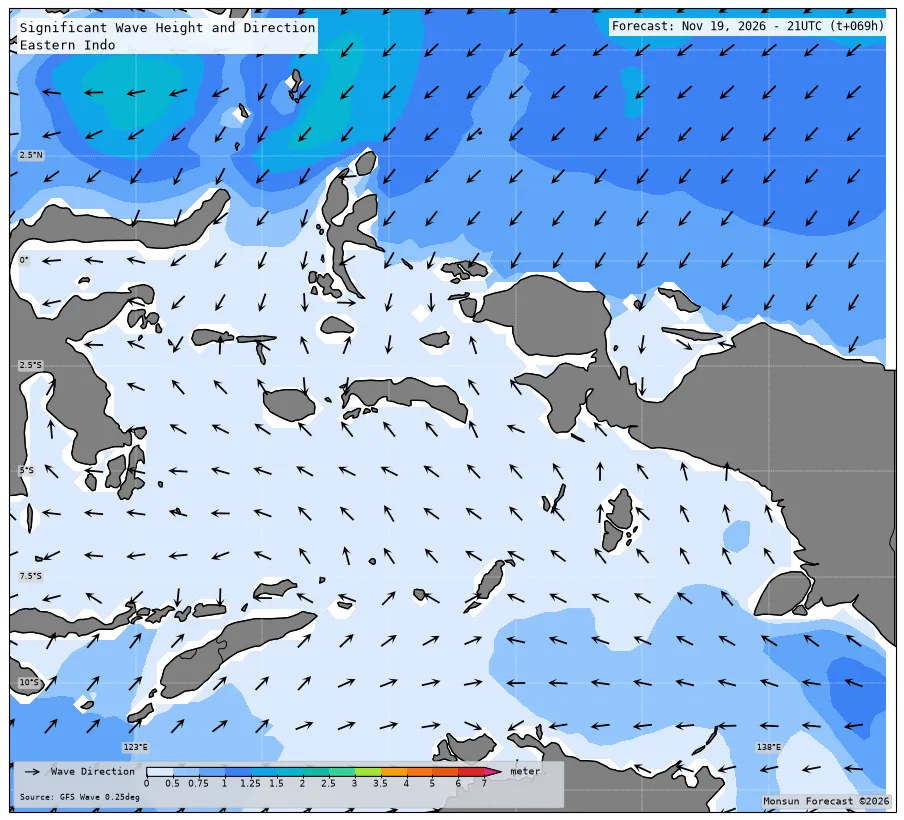 Significant Wave Height and Direction
Eastern Indo
Forecast: Nov 19, 2026 - 21UTC (t+069h)
2.5°N
0°
2.5°S
5°S
7.5°S
10°S
123°E
138°E
Wave Direction
meter
0 0.5 0.75 1 1.25 1.5 2 2.5 3 3.5 4 5 6 7
Source: GFS Wave 0.25deg
Monsun Forecast ©2026